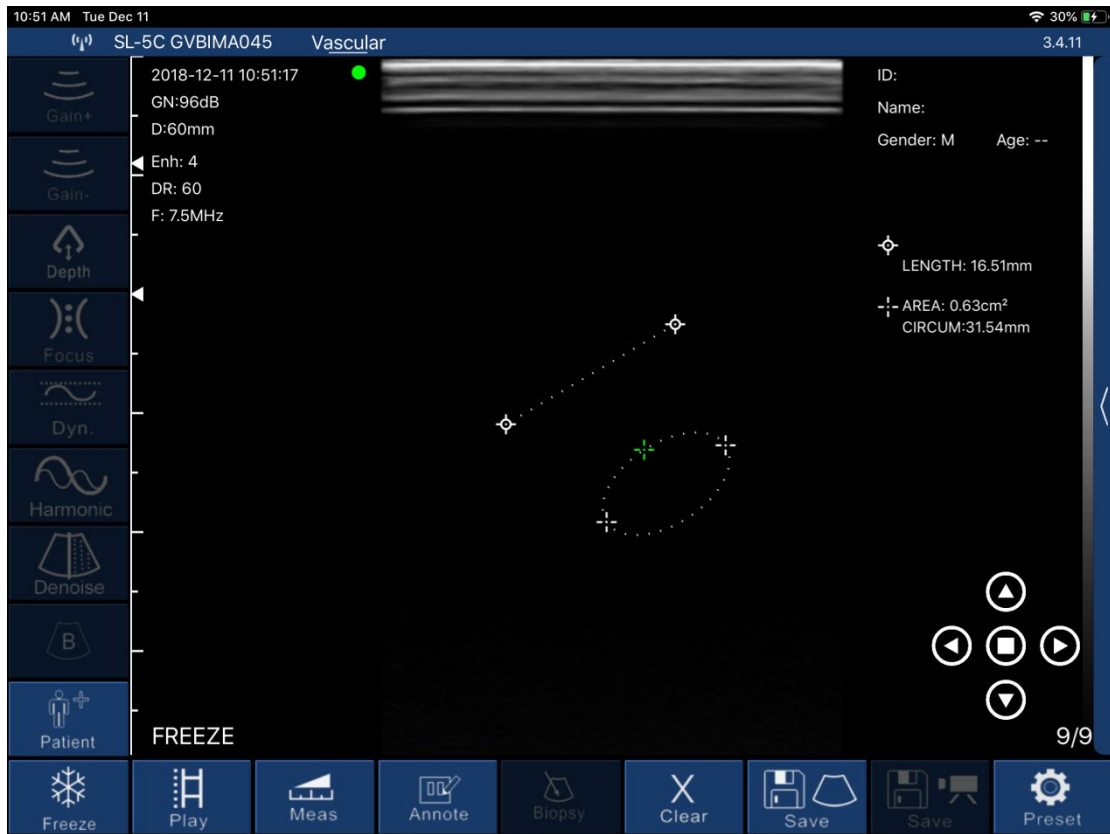 10:51 AM Tue Dec 11
30%
SL-5C GVBIMA045 Vascular 3.4.11
2018-12-11 10:51:17
GN:96dB
D:60mm
Enh: 4
DR: 60
F: 7.5MHz
ID:
Name:
Gender: M Age: --
LENGTH: 16.51mm
AREA: 0.63cm²
CIRCUM:31.54mm
Gain+
Gain-
Depth
Focus
Dyn.
Harmonic
Denoise
B
Patient
FREEZE
9/9
Freeze
Play
Meas
Annote
Biopsy
Clear
Save
Save
Preset